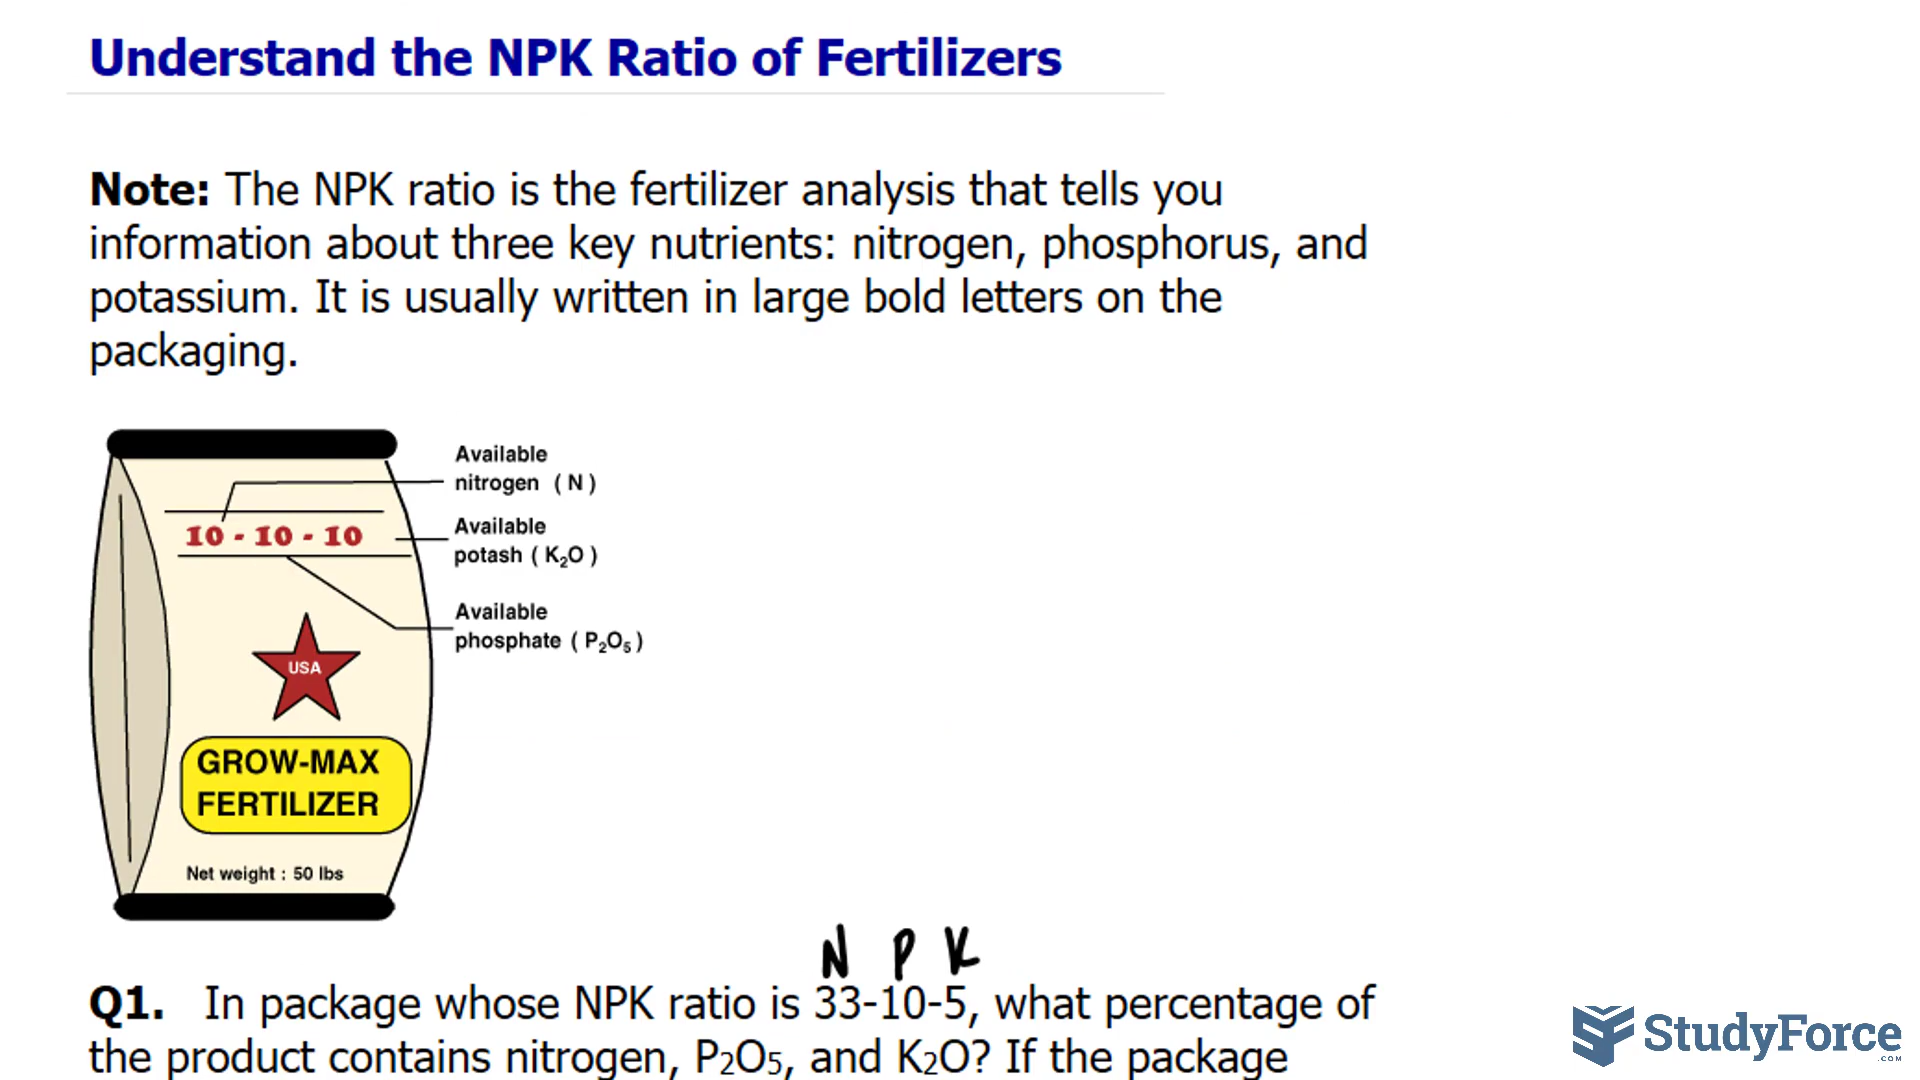 Understand the NPK Ratio of Fertilizers
Note: The NPK ratio is the fertilizer analysis that tells you
information about three key nutrients: nitrogen, phosphorus, and
potassium. It is usually written in large bold letters on the
packaging.
Available
nitrogen ( N )
10 - 10 - 10
Available
potash ( K₂O )
Available
phosphate ( P₂O₅ )
USA
GROW-MAX
FERTILIZER
Net weight : 50 lbs
N P K
Q1. In package whose NPK ratio is 33-10-5, what percentage of
the product contains nitrogen, P₂O₅, and K₂O? If the package
StudyForce
.COM